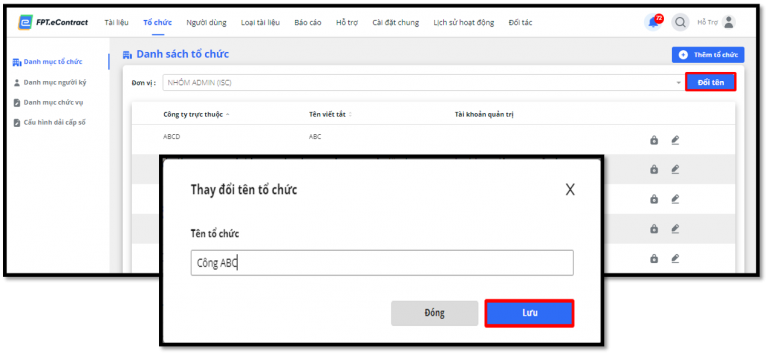 FPT.eContract Tài liệu Tổ chức Người dùng Loại tài liệu Báo cáo Hỗ trợ Cài đặt chung Lịch sử hoạt động Đối tác 72 Hỗ Trợ
Danh mục tổ chức
Danh mục người ký
Danh mục chức vụ
Cấu hình dải cấp số
Danh sách tổ chức
Thêm tổ chức
Đơn vị : NHÓM ADMIN (ISC) Đổi tên
Công ty trực thuộc Tên viết tắt Tài khoản quản trị
ABCD ABC
Thay đổi tên tổ chức X
Tên tổ chức
Công ABC
Đóng Lưu